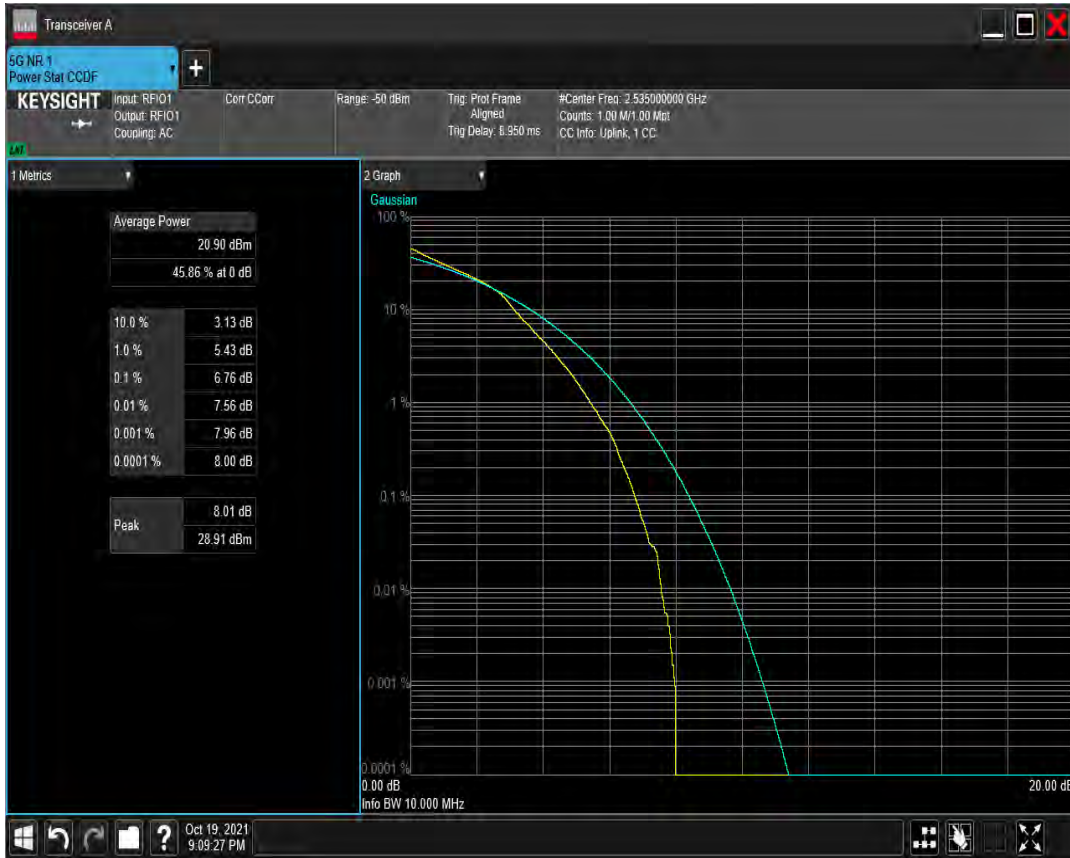 Transceiver A
5G NR 1
Power Stat CCDF
+
KEYSIGHT
Input: RFIO1
Output: RFIO1
Coupling: AC
Corr CCorr
Range: -50 dBm
Trig: Prot Frame
Aligned
Trig Delay: 8.950 ms
#Center Freq: 2.535000000 GHz
Counts: 1.00 M/1.00 Mpt
CC Info: Uplink, 1 CC
1 Metrics
Average Power
20.90 dBm
45.86 % at 0 dB
10.0 % 3.13 dB
1.0 % 5.43 dB
0.1 % 6.76 dB
0.01 % 7.56 dB
0.001 % 7.96 dB
0.0001 % 8.00 dB
Peak
8.01 dB
28.91 dBm
2 Graph
Gaussian
100 %
10 %
1 %
0.1 %
0.01 %
0.001 %
0.0001 %
0.00 dB
20.00 dB
Info BW 10.000 MHz
?
Oct 19, 2021
9:09:27 PM